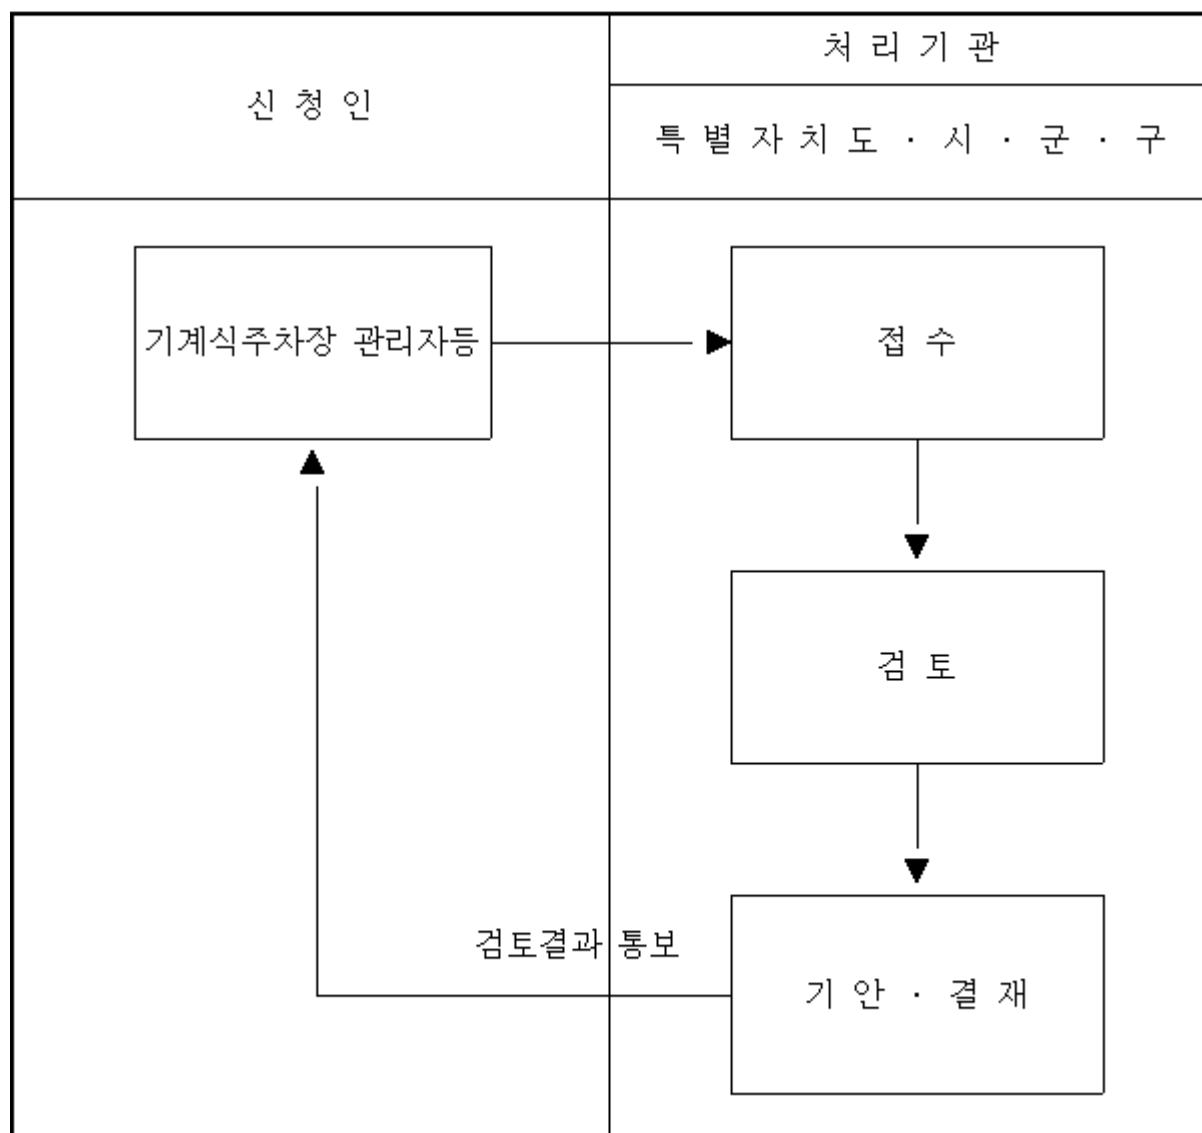 신 청 인
처 리 기 관
특 별 자 치 도 · 시 · 군 · 구
기계식주차장 관리자등
접 수
검 토
검토결과 통보
기 안 · 결 재